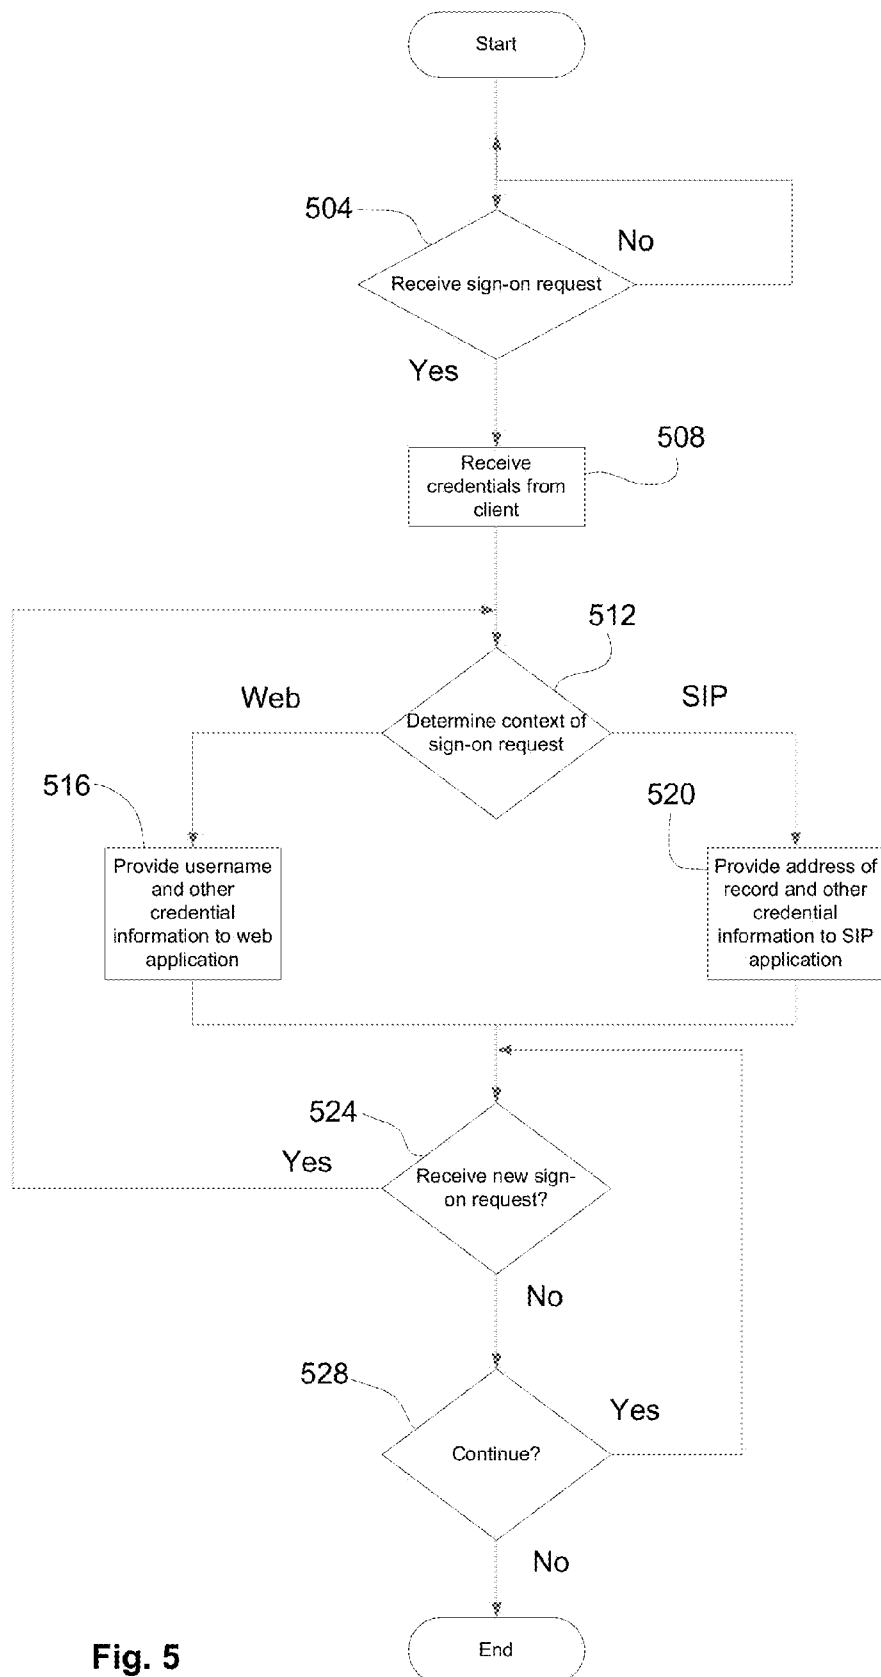 Start
504
No
Receive sign-on request
Yes
508
Receive
credentials from
client
512
Web
SIP
Determine context of
sign-on request
516
520
Provide username
and other
credential
information to web
application
Provide address of
record and other
credential
information to SIP
application
524
Yes
Receive new sign-
on request?
No
528
Yes
Continue?
No
End
Fig. 5